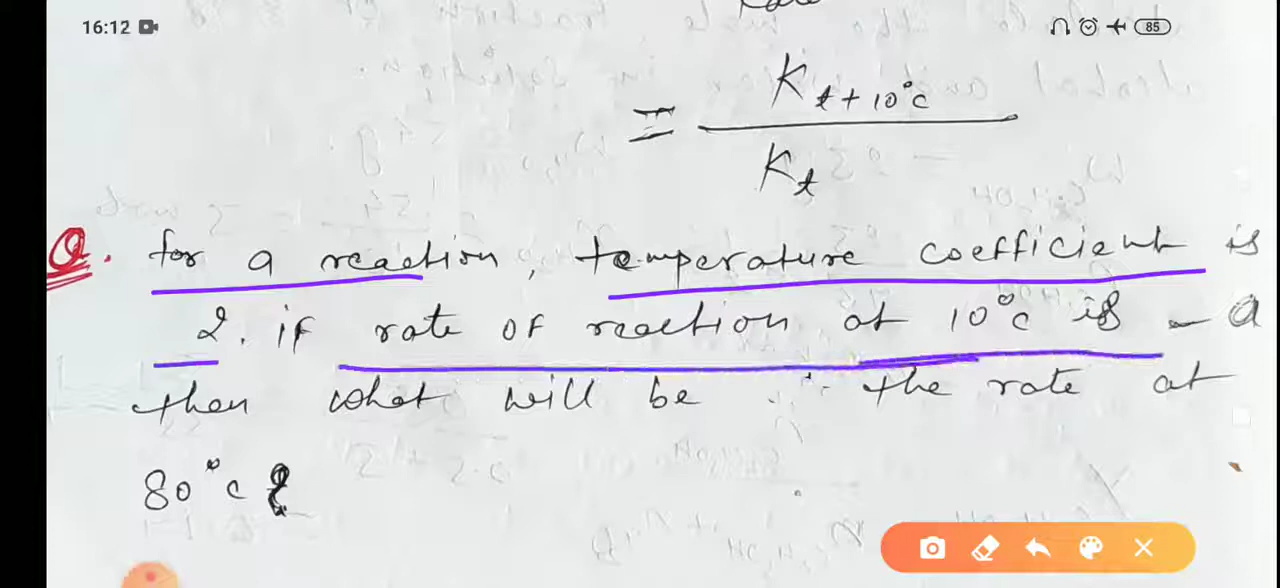 16:12
85
= K t+10°c
K t
Q. for a reaction, temperature coefficient is
2. if rate of reaction at 10°c is - a
then what will be the rate at
80°c ?